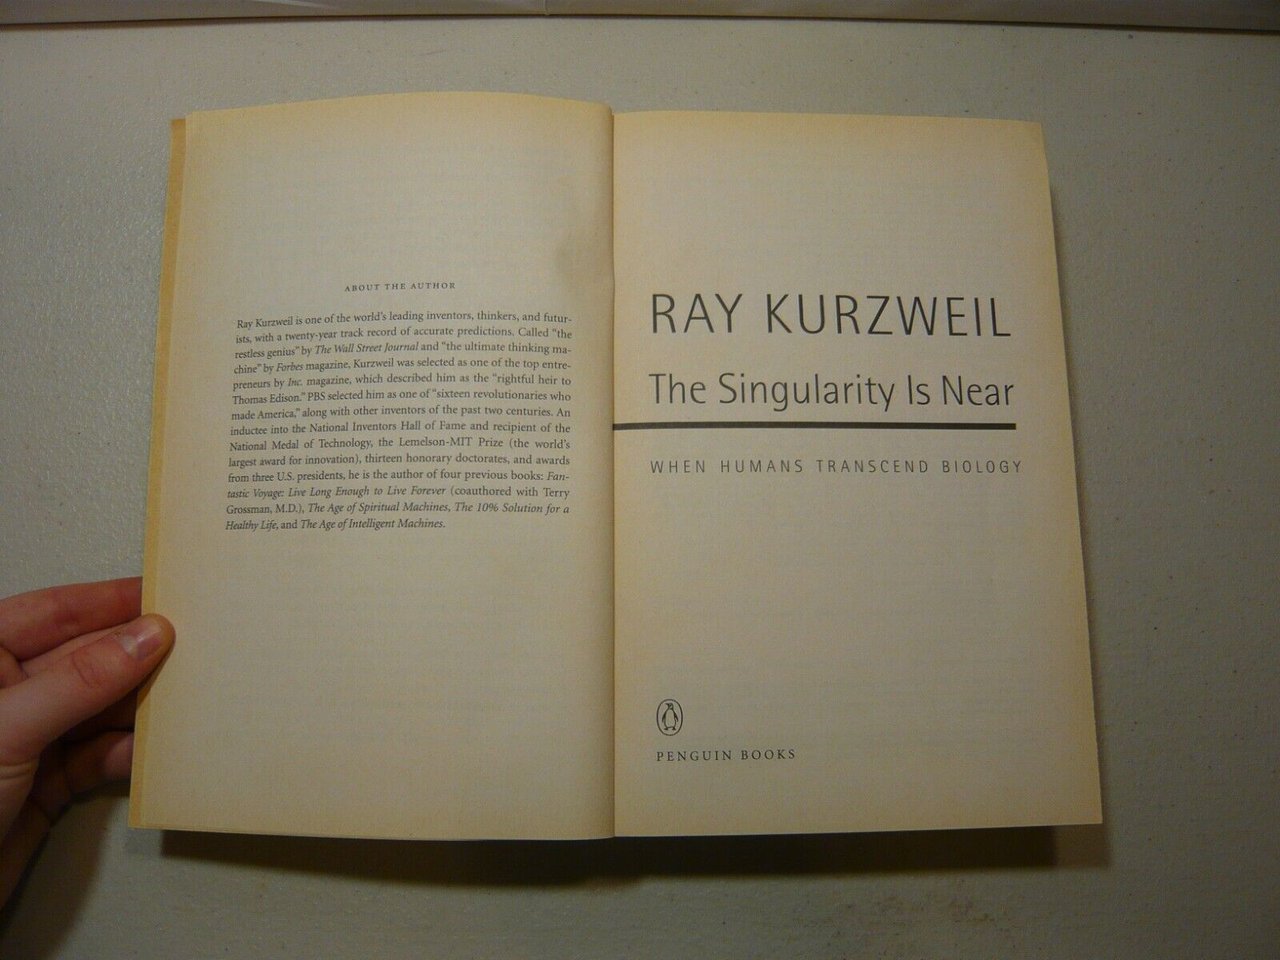 ABOUT THE AUTHOR
Ray Kurzweil is one of the world's leading inventors, thinkers, and futur-
ists, with a twenty-year track record of accurate predictions. Called "the
restless genius" by The Wall Street Journal and "the ultimate thinking ma-
chine" by Forbes magazine, Kurzweil was selected as one of the top entre-
preneurs by Inc. magazine, which described him as the "rightful heir to
Thomas Edison." PBS selected him as one of "sixteen revolutionaries who
made America," along with other inventors of the past two centuries. An
inductee into the National Inventors Hall of Fame and recipient of the
National Medal of Technology, the Lemelson-MIT Prize (the world's
largest award for innovation), thirteen honorary doctorates, and awards
from three U.S. presidents, he is the author of four previous books: Fan-
tastic Voyage: Live Long Enough to Live Forever (coauthored with Terry
Grossman, M.D.), The Age of Spiritual Machines, The 10% Solution for a
Healthy Life, and The Age of Intelligent Machines.
RAY KURZWEIL
The Singularity Is Near
WHEN HUMANS TRANSCEND BIOLOGY
PENGUIN BOOKS